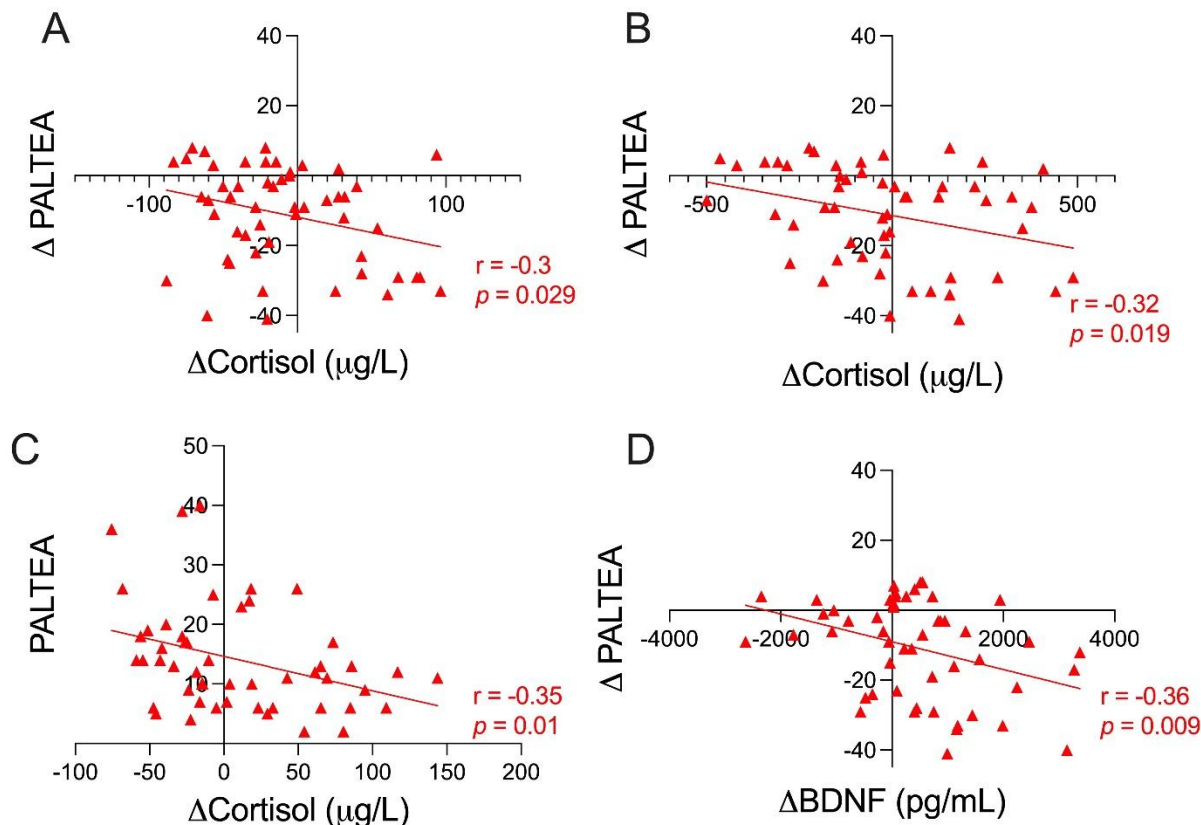 A
Δ PALTEA
40
20
-100
100
-20
-40
r = -0.3
p = 0.029
ΔCortisol (μg/L)
B
Δ PALTEA
40
20
-500
500
-20
-40
r = -0.32
p = 0.019
ΔCortisol (μg/L)
C
PALTEA
50
40
30
20
10
-100
-50
0
50
100
150
200
r = -0.35
p = 0.01
ΔCortisol (μg/L)
D
Δ PALTEA
40
20
-4000
-2000
2000
4000
-20
-40
r = -0.36
p = 0.009
ΔBDNF (pg/mL)